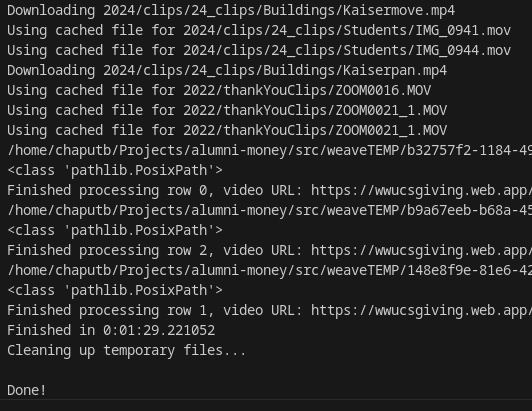 Downloading 2024/clips/24_clips/Buildings/Kaisermove.mp4
Using cached file for 2024/clips/24_clips/Students/IMG_0941.mov
Using cached file for 2024/clips/24_clips/Students/IMG_0944.mov
Downloading 2024/clips/24_clips/Buildings/Kaiserpan.mp4
Using cached file for 2022/thankYouClips/ZOOM0016.MOV
Using cached file for 2022/thankYouClips/ZOOM0021_1.MOV
Using cached file for 2022/thankYouClips/ZOOM0021_1.MOV
/home/chaputb/Projects/alumni-money/src/weaveTEMP/b32757f2-1184-49
<class 'pathlib.PosixPath'>
Finished processing row 0, video URL: https://wwucsgiving.web.app/
/home/chaputb/Projects/alumni-money/src/weaveTEMP/b9a67eeb-b68a-45
<class 'pathlib.PosixPath'>
Finished processing row 2, video URL: https://wwucsgiving.web.app/
/home/chaputb/Projects/alumni-money/src/weaveTEMP/148e8f9e-81e6-42
<class 'pathlib.PosixPath'>
Finished processing row 1, video URL: https://wwucsgiving.web.app/
Finished in 0:01:29.221052
Cleaning up temporary files...
Done!